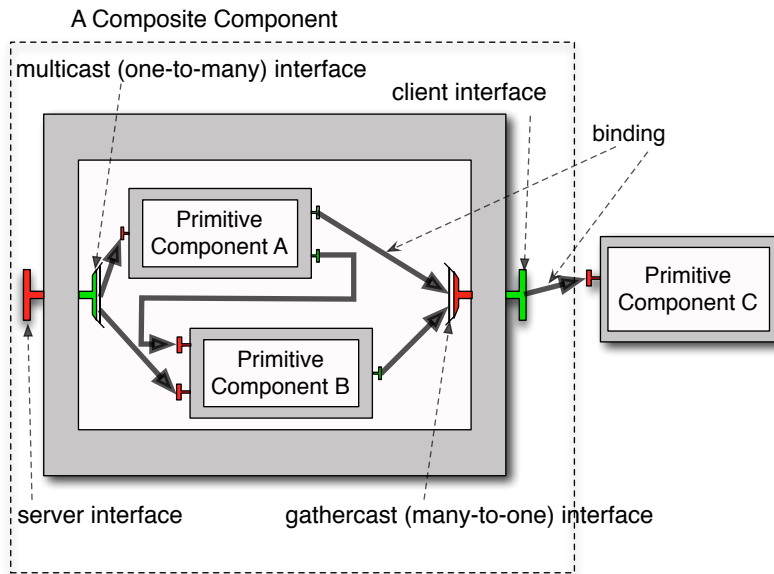 A Composite Component
multicast (one-to-many) interface
client interface
binding
Primitive
Component A
Primitive
Component C
Primitive
Component B
server interface
gathercast (many-to-one) interface